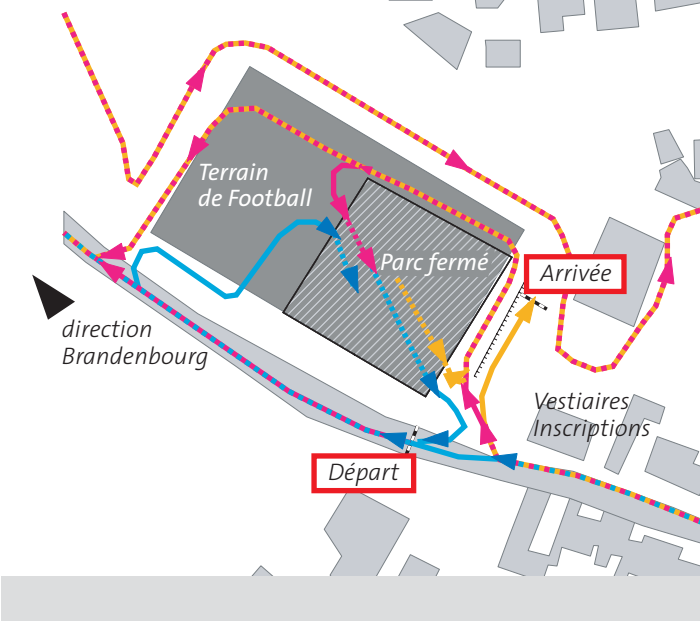 Terrain
de Football
Parc fermé
Arrivée
direction
Brandenbourg
Vestiaires
Inscriptions
Départ